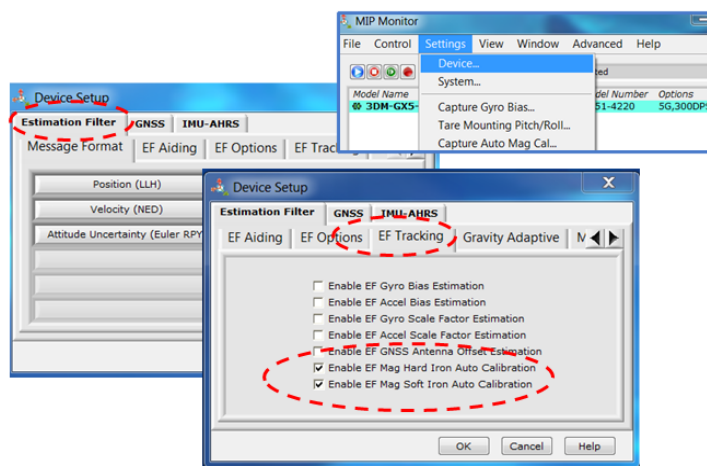 MIP Monitor
File Control Settings View Window Advanced Help
Device...
System...
Capture Gyro Bias...
Tare Mounting Pitch/Roll...
Capture Auto Mag Cal...
Model Name
Model Number Options
3DM-GX5-
51-4220 5G,300DPS
Device Setup
Estimation Filter GNSS IMU-AHRS
Message Format EF Aiding EF Options EF
Position (LLH)
Velocity (NED)
Attitude Uncertainty (Euler RPY
Device Setup
X
Estimation Filter GNSS IMU-AHRS
EF Aiding EF Options EF Tracking Gravity Adaptive M
Enable EF Gyro Bias Estimation
Enable EF Accel Bias Estimation
Enable EF Gyro Scale Factor Estimation
Enable EF Accel Scale Factor Estimation
Enable EF GNSS Antenna Offset Estimation
Enable EF Mag Hard Iron Auto Calibration
Enable EF Mag Soft Iron Auto Calibration
OK Cancel Help